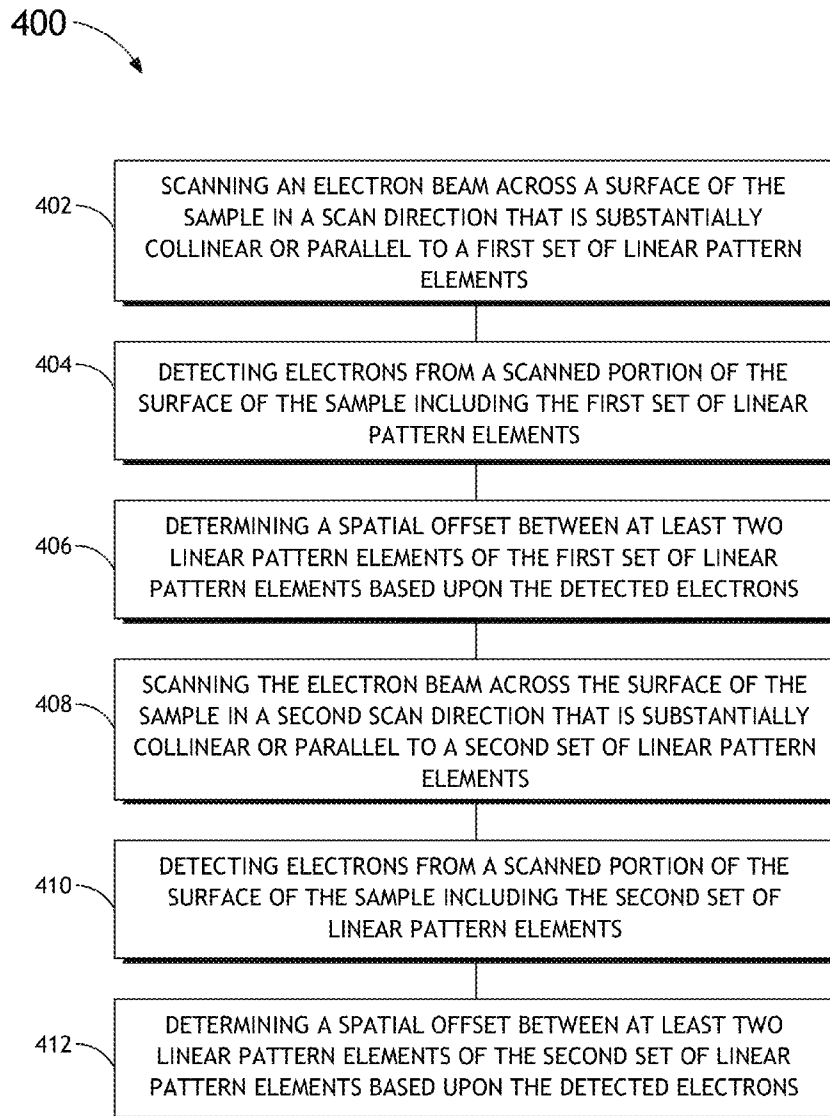 400
402
SCANNING AN ELECTRON BEAM ACROSS A SURFACE OF THE
SAMPLE IN A SCAN DIRECTION THAT IS SUBSTANTIALLY
COLLINEAR OR PARALLEL TO A FIRST SET OF LINEAR PATTERN
ELEMENTS
404
DETECTING ELECTRONS FROM A SCANNED PORTION OF THE
SURFACE OF THE SAMPLE INCLUDING THE FIRST SET OF LINEAR
PATTERN ELEMENTS
406
DETERMINING A SPATIAL OFFSET BETWEEN AT LEAST TWO
LINEAR PATTERN ELEMENTS OF THE FIRST SET OF LINEAR
PATTERN ELEMENTS BASED UPON THE DETECTED ELECTRONS
408
SCANNING THE ELECTRON BEAM ACROSS THE SURFACE OF THE
SAMPLE IN A SECOND SCAN DIRECTION THAT IS SUBSTANTIALLY
COLLINEAR OR PARALLEL TO A SECOND SET OF LINEAR PATTERN
ELEMENTS
410
DETECTING ELECTRONS FROM A SCANNED PORTION OF THE
SURFACE OF THE SAMPLE INCLUDING THE SECOND SET OF
LINEAR PATTERN ELEMENTS
412
DETERMINING A SPATIAL OFFSET BETWEEN AT LEAST TWO
LINEAR PATTERN ELEMENTS OF THE SECOND SET OF LINEAR
PATTERN ELEMENTS BASED UPON THE DETECTED ELECTRONS